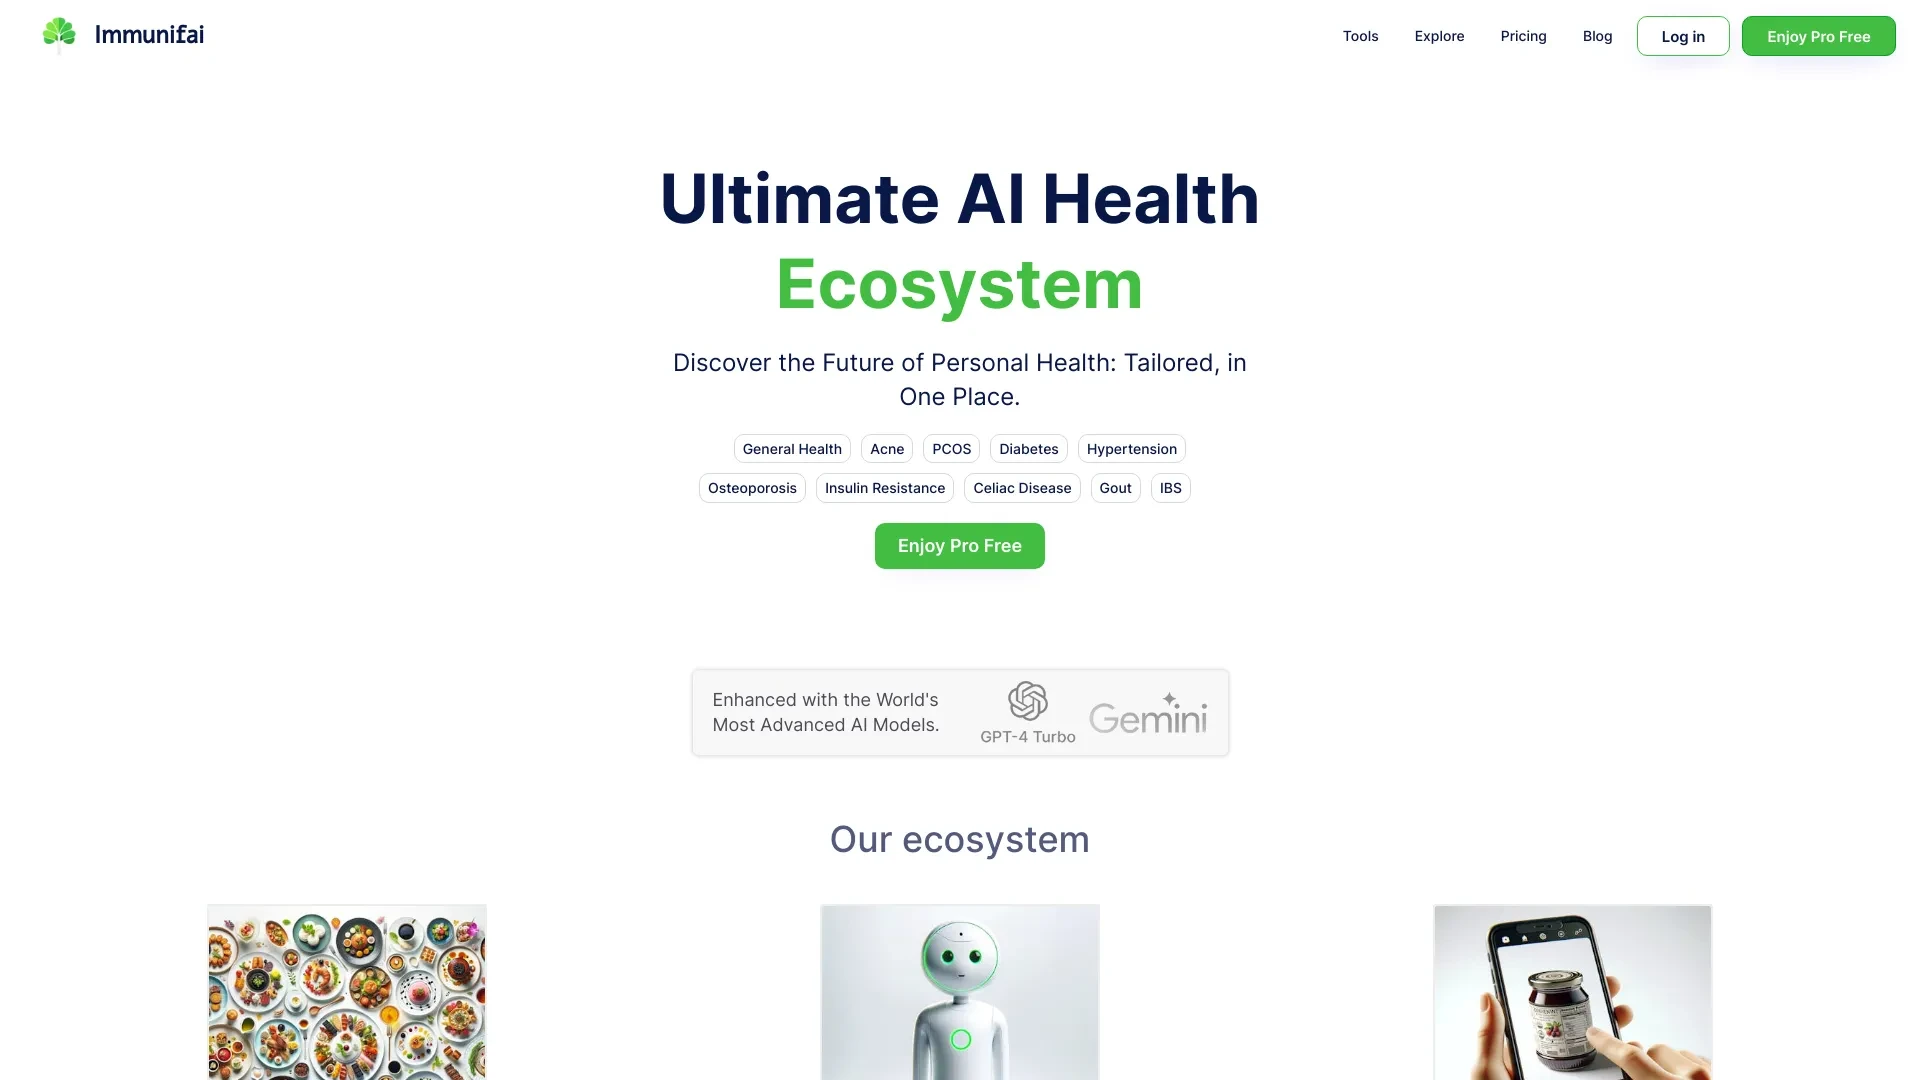 Immunifai
Tools
Explore
Pricing
Blog
Log in
Enjoy Pro Free
Ultimate AI Health
Ecosystem
Discover the Future of Personal Health: Tailored, in
One Place.
General Health
Acne
PCOS
Diabetes
Hypertension
Osteoporosis
Insulin Resistance
Celiac Disease
Gout
IBS
Enjoy Pro Free
Enhanced with the World's
Most Advanced AI Models.
GPT-4 Turbo
Gemini
Our ecosystem